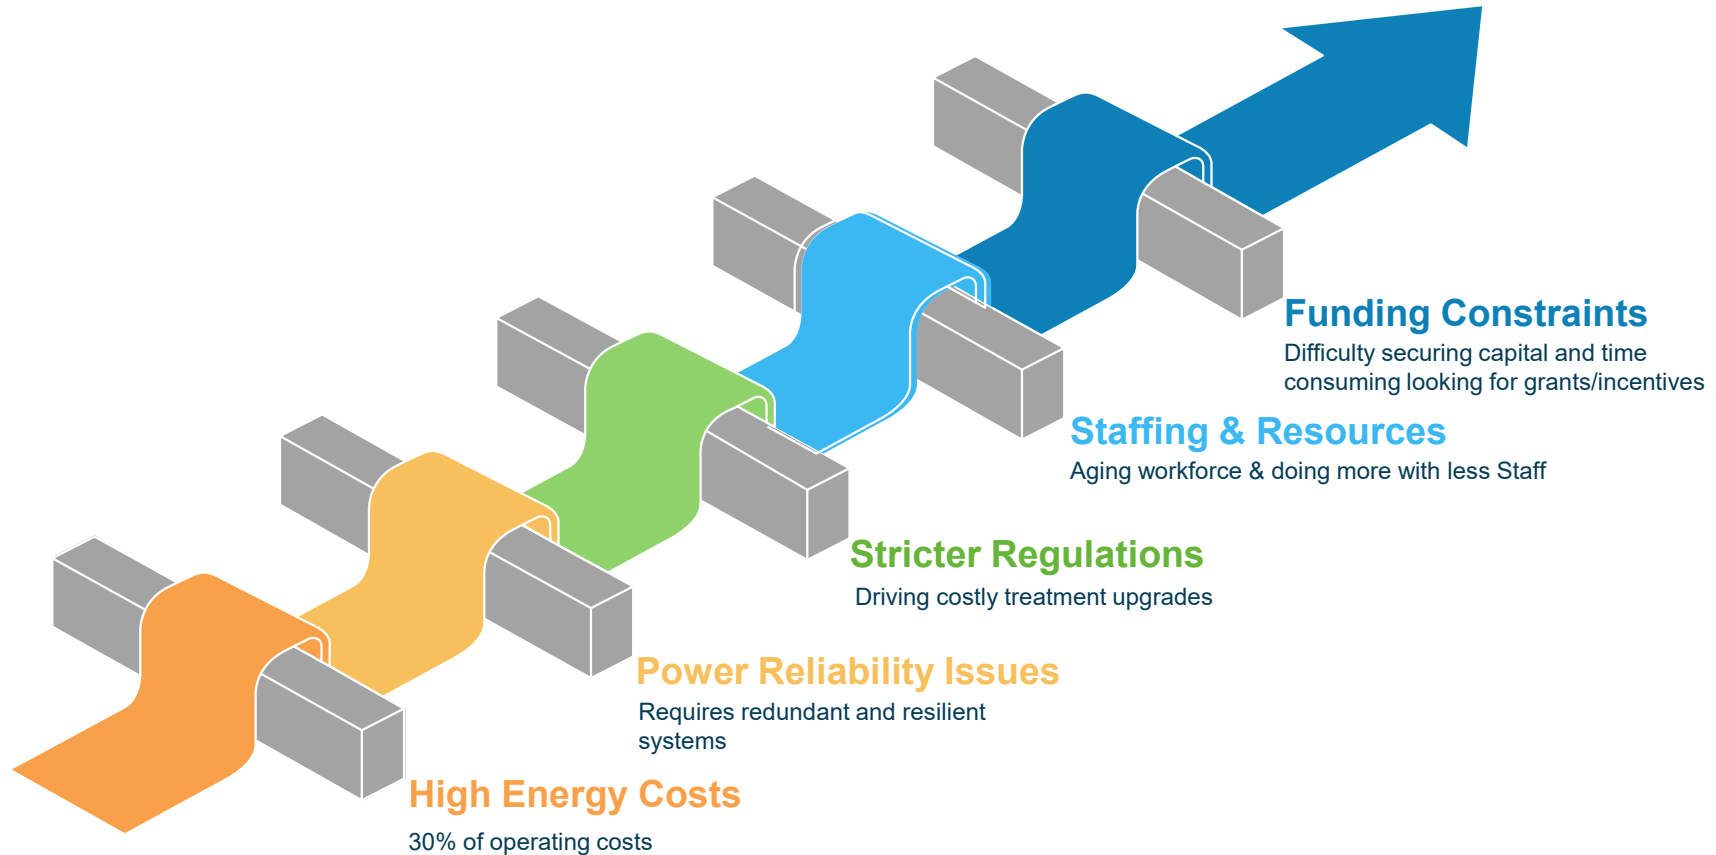 Funding Constraints
Difficulty securing capital and time
consuming looking for grants/incentives
Staffing & Resources
Aging workforce & doing more with less Staff
Stricter Regulations
Driving costly treatment upgrades
Power Reliability Issues
Requires redundant and resilient
systems
High Energy Costs
30% of operating costs